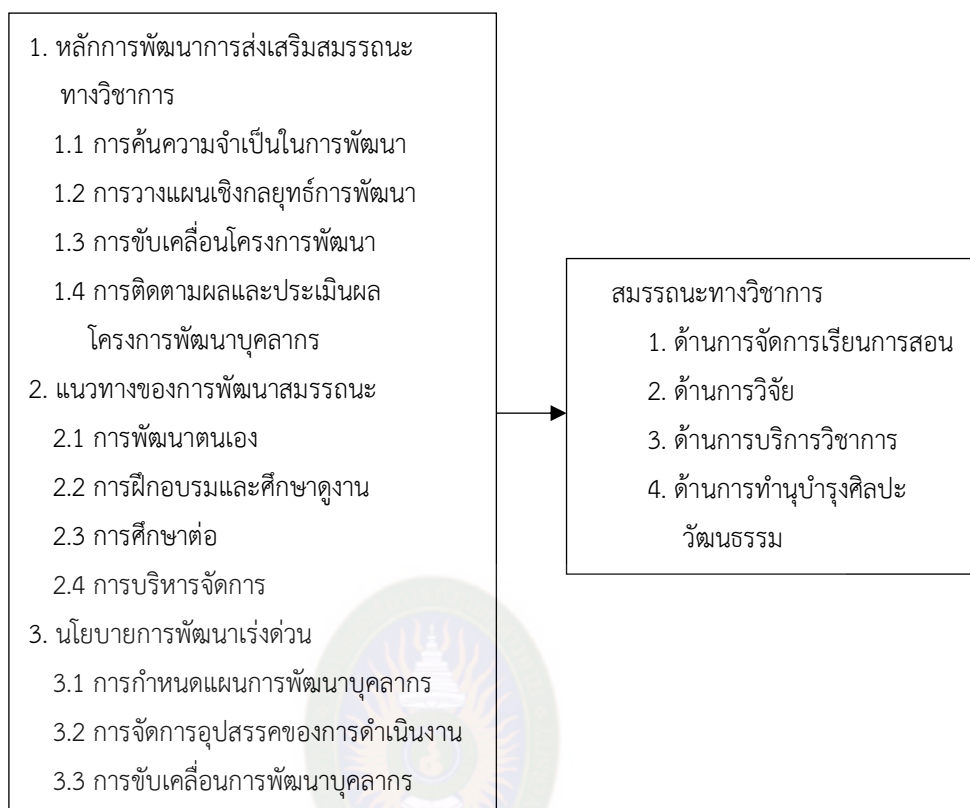 1. หลักการพัฒนาการส่งเสริมสมรรถนะ
ทางวิชาการ
1.1 การค้นความจำเป็นในการพัฒนา
1.2 การวางแผนเชิงกลยุทธ์การพัฒนา
1.3 การขับเคลื่อนโครงการพัฒนา
1.4 การติดตามผลและประเมินผล
โครงการพัฒนาบุคลากร
2. แนวทางของการพัฒนาสมรรถนะ
2.1 การพัฒนาตนเอง
2.2 การฝึกอบรมและศึกษาดูงาน
2.3 การศึกษาต่อ
2.4 การบริหารจัดการ
3. นโยบายการพัฒนาเร่งด่วน
3.1 การกำหนดแผนการพัฒนาบุคลากร
3.2 การจัดการอุปสรรคของการดำเนินงาน
3.3 การขับเคลื่อนการพัฒนาบุคลากร
สมรรถนะทางวิชาการ
1. ด้านการจัดการเรียนการสอน
2. ด้านการวิจัย
3. ด้านการบริการวิชาการ
4. ด้านการทำนุบำรุงศิลปะ
วัฒนธรรม